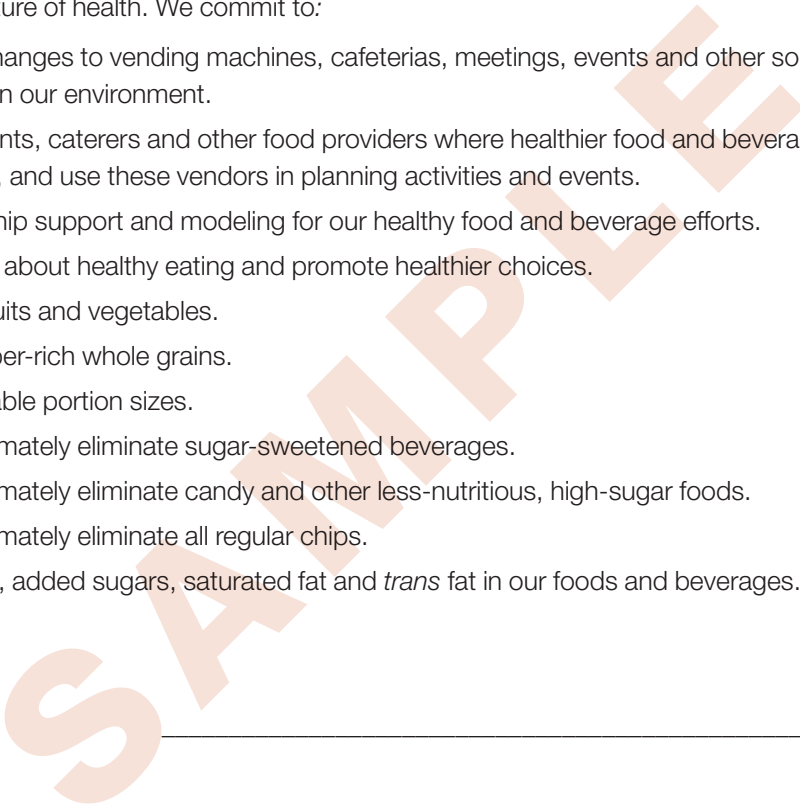 ture of health. We commit to:
hanges to vending machines, cafeterias, meetings, events and other so
n our environment.
nts, caterers and other food providers where healthier food and bevera
, and use these vendors in planning activities and events.
hip support and modeling for our healthy food and beverage efforts.
about healthy eating and promote healthier choices.
uits and vegetables.
ber-rich whole grains.
able portion sizes.
mately eliminate sugar-sweetened beverages.
mately eliminate candy and other less-nutritious, high-sugar foods.
mately eliminate all regular chips.
, added sugars, saturated fat and trans fat in our foods and beverages.
SAMPLE